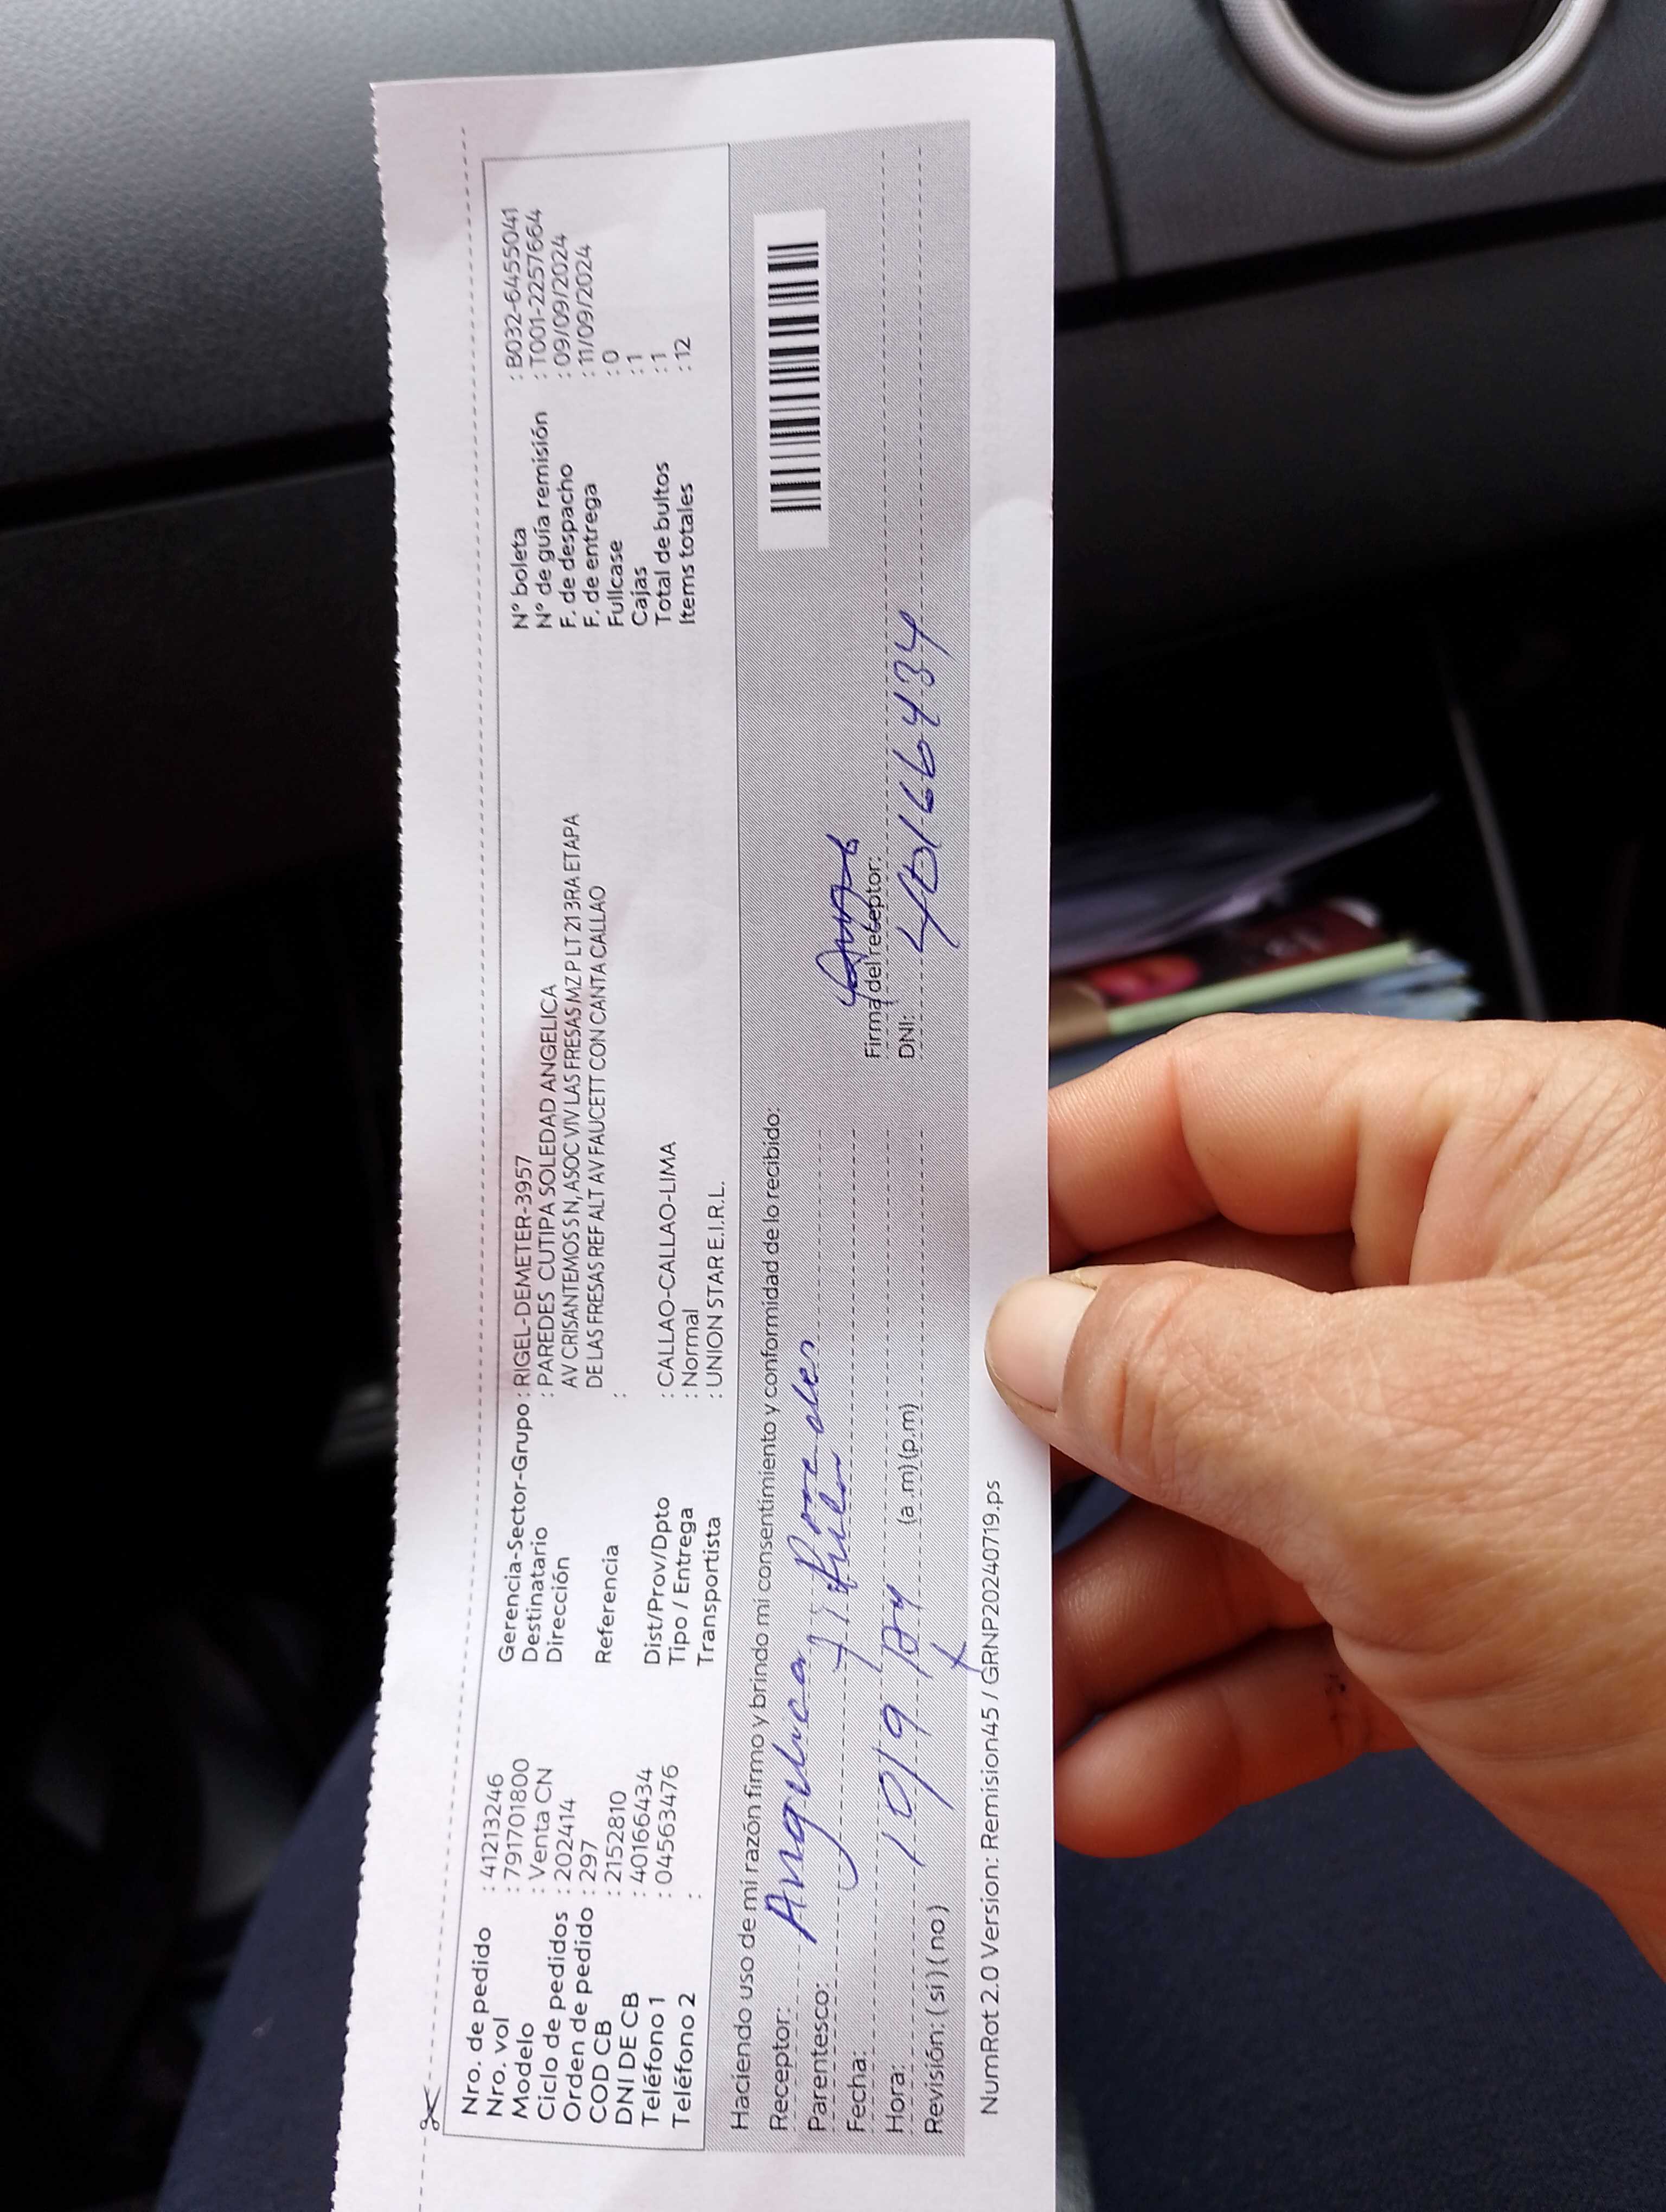 Nro. de pedido : 41213246
Nro. vol : 791701800
Modelo : Venta CN
Ciclo de pedidos : 202414
Orden de pedido : 297
COD CB : 2152810
DNI DE CB : 40166434
Teléfono 1 : 04563476
Teléfono 2 :
Gerencia-Sector-Grupo : RIGEL-DEMETER-3957
Destinatario : PAREDES CUTIPA SOLEDAD ANGELICA
Dirección AV CRISANTEMOS S N, ASOC VIV LAS FRESAS MZ P LT 21 3RA ETAPA
DE LAS FRESAS REF ALT AV FAUCETT CON CANTA CALLAO
Referencia :
Dist/Prov/Dpto : CALLAO-CALLAO-LIMA
Tipo / Entrega : Normal
Transportista : UNION STAR E.I.R.L.
N° boleta : B032-64555041
N° de guía remisión : T001-2257664
F. de despacho : 09/09/2024
F. de entrega : 11/09/2024
Fullcase : 0
Cajas : 1
Total de bultos : 1
Items totales : 12
Haciendo uso de mi razón firmo y brindo mi consentimiento y conformidad de lo recibido:
Receptor: Angelica
Parentesco:
Fecha: 10/9
Hora: (a.m) (p.m)
Revisión: (si) (no)
Firma del receptor:
DNI: 40166434
NumRot 2.0 Version: Remision45 / GRNP20240719.ps